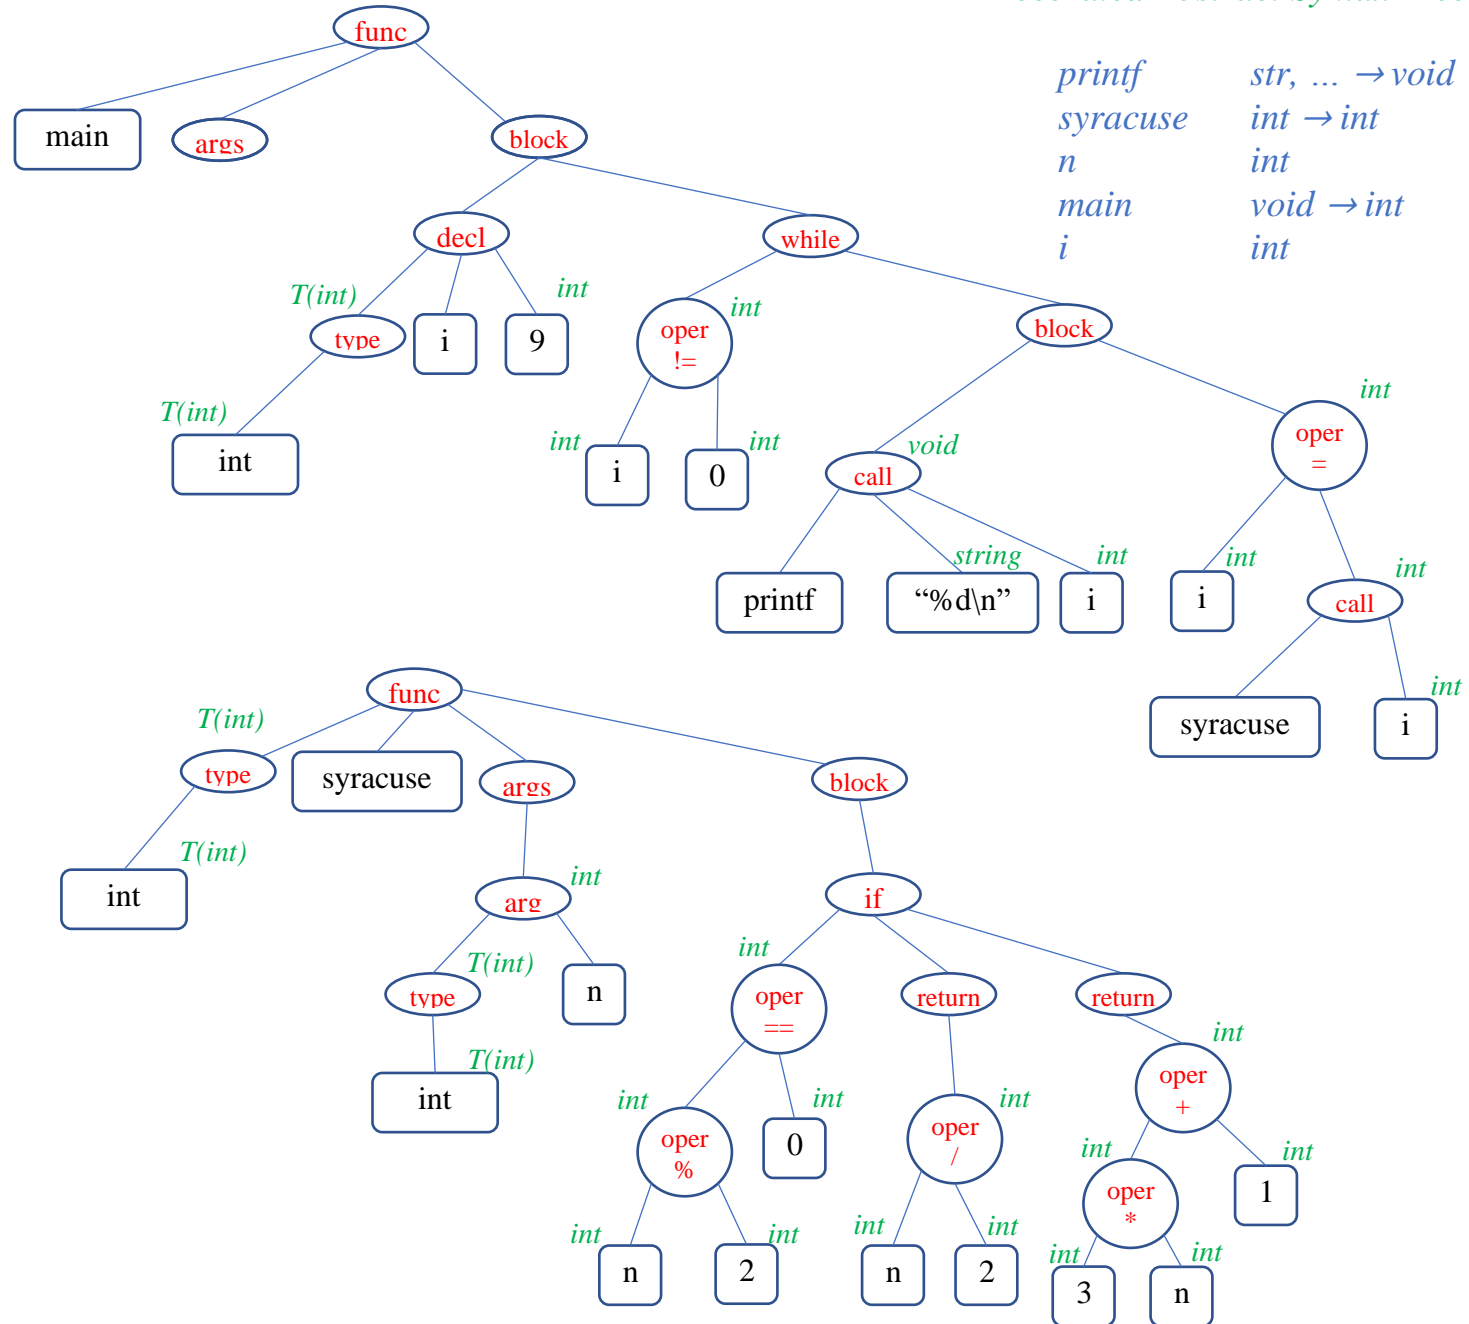 func
printf str, ... → void
main
args
block
syracuse int → int
n int
main void → int
i int
decl
while
T(int)
int
int
type
i
9
oper
!=
block
T(int)
int
int
i
int
0
int
void
call
oper
=
string
int
int
int
printf
“%d\n”
i
i
call
func
int
T(int)
type
syracuse
args
block
syracuse
i
T(int)
int
arg
int
if
T(int)
type
n
int
oper
==
return
return
T(int)
int
int
oper
%
int
0
int
oper
/
int
oper
+
int
int
oper
*
int
1
int
n
int
2
int
n
int
2
int
3
int
n